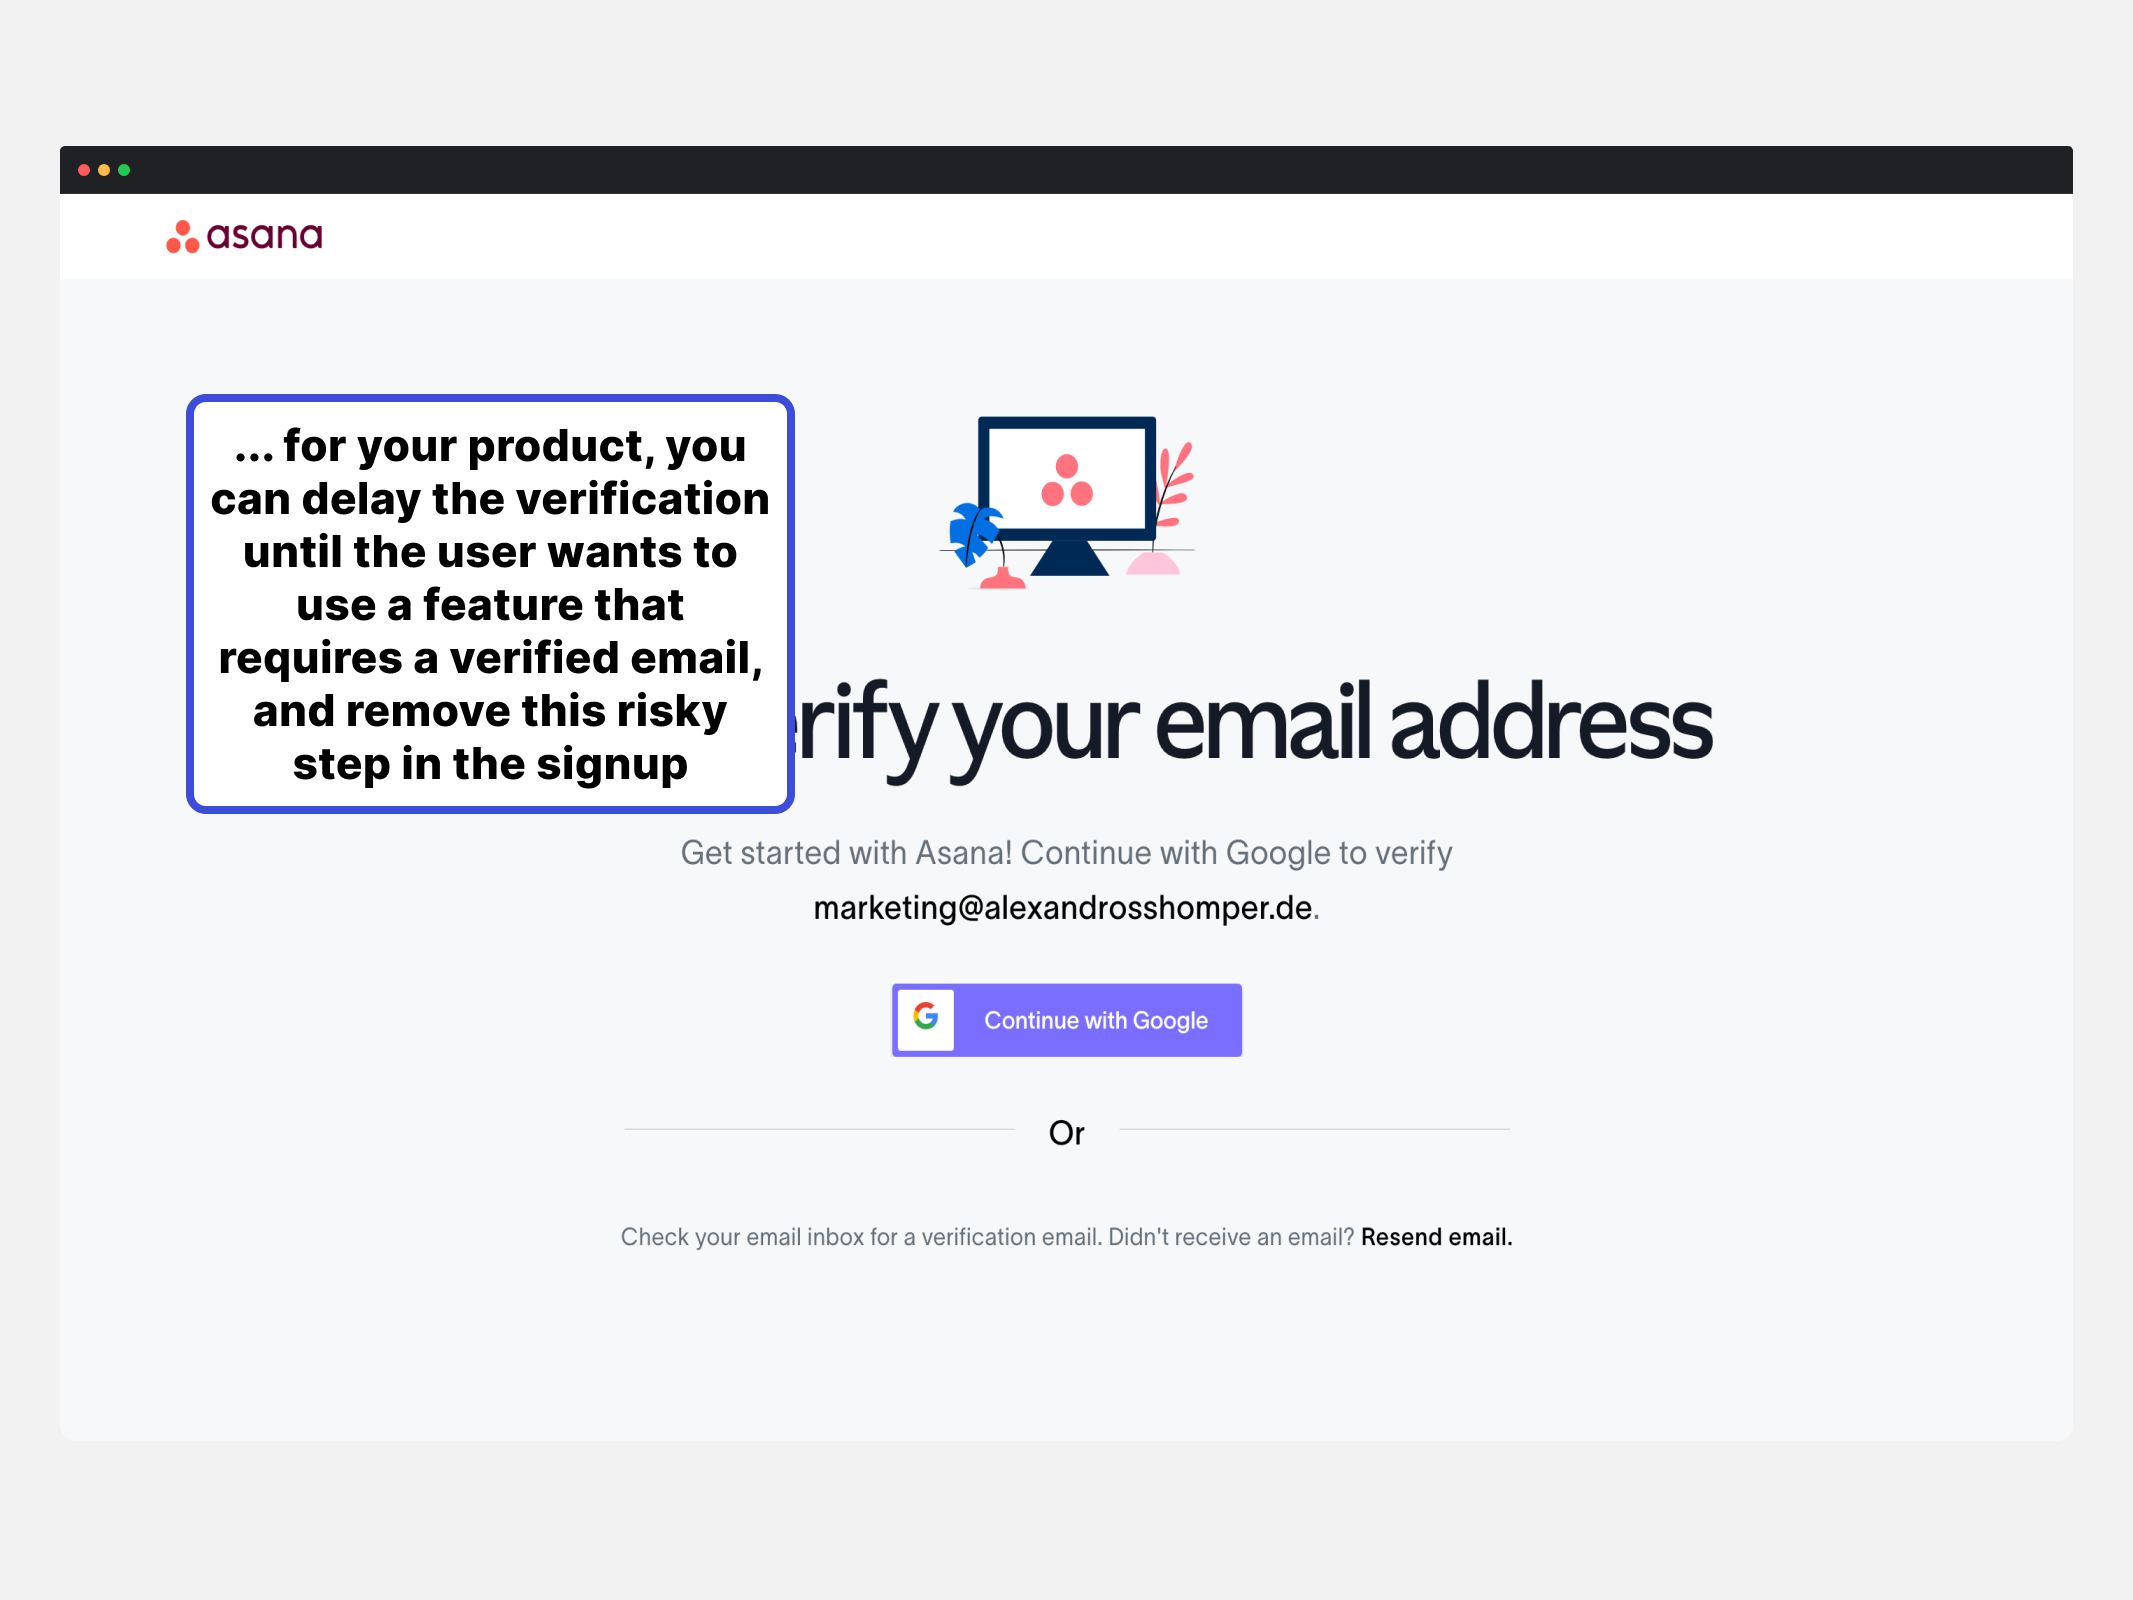 asana
... for your product, you
can delay the verification
until the user wants to
use a feature that
requires a verified email,
and remove this risky
step in the signup
your email address
Get started with Asana! Continue with Google to verify
marketing@alexandrosshomper.de.
Continue with Google
Or
Check your email inbox for a verification email. Didn't receive an email? Resend email.